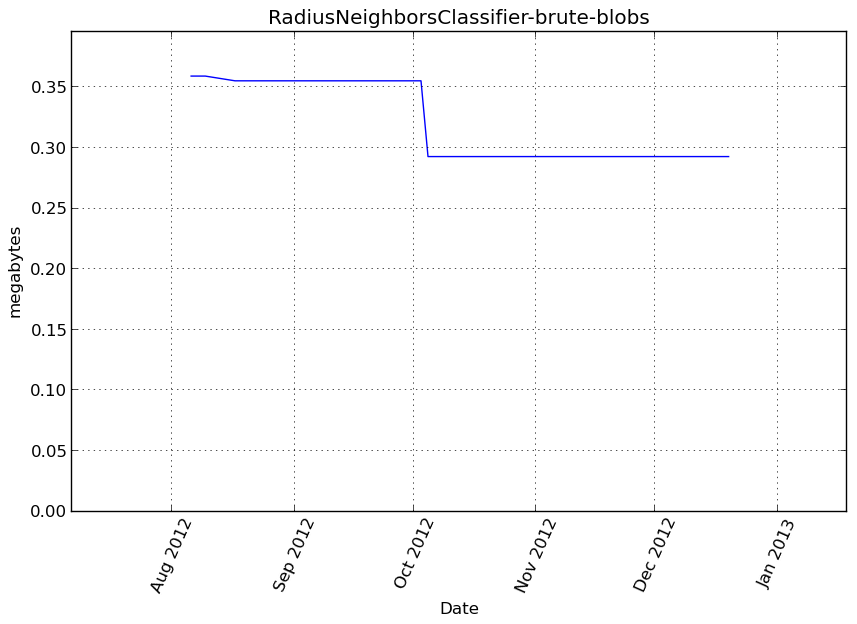 RadiusNeighborsClassifier-brute-blobs
0.35
0.30
0.25
0.20
0.15
0.10
0.05
0.00
megabytes
Aug 2012
Sep 2012
Oct 2012
Nov 2012
Dec 2012
Jan 2013
Date